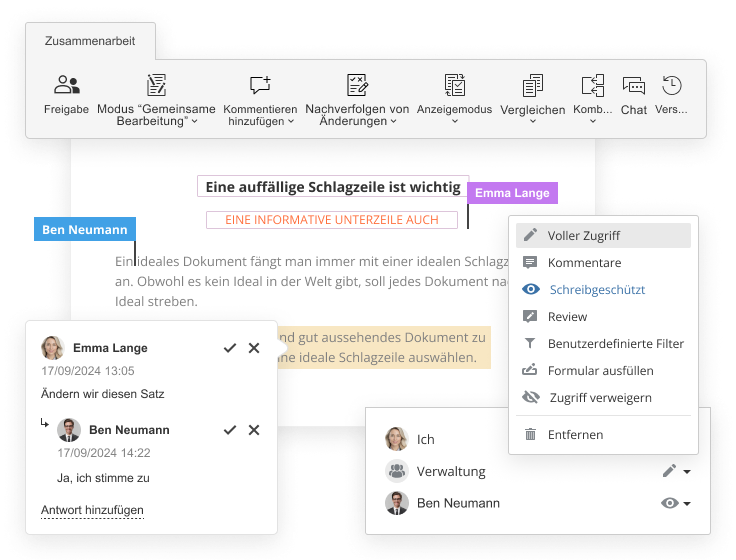 Zusammenarbeit
Freigabe
Modus “Gemeinsame
Bearbeitung”
Kommentieren
hinzufügen
Nachverfolgen von
Änderungen
Anzeigemodus
Vergleichen
Komb...
Chat
Vers...
Eine auffällige Schlagzeile ist wichtig
Emma Lange
EINE INFORMATIVE UNTERZEILE AUCH
Ben Neumann
Ein ideales Dokument fängt man immer mit einer idealen Schlagz
an. Obwohl es kein Ideal in der Welt gibt, soll jedes Dokument nac
Ideal streben.
nd gut aussehendes Dokument zu
ne ideale Schlagzeile auswählen.
Emma Lange
17/09/2024 13:05
Ändern wir diesen Satz
Ben Neumann
17/09/2024 14:22
Ja, ich stimme zu
Antwort hinzufügen
Voller Zugriff
Kommentare
Schreibgeschützt
Review
Benutzerdefinierte Filter
Formular ausfüllen
Zugriff verweigern
Entfernen
Ich
Verwaltung
Ben Neumann